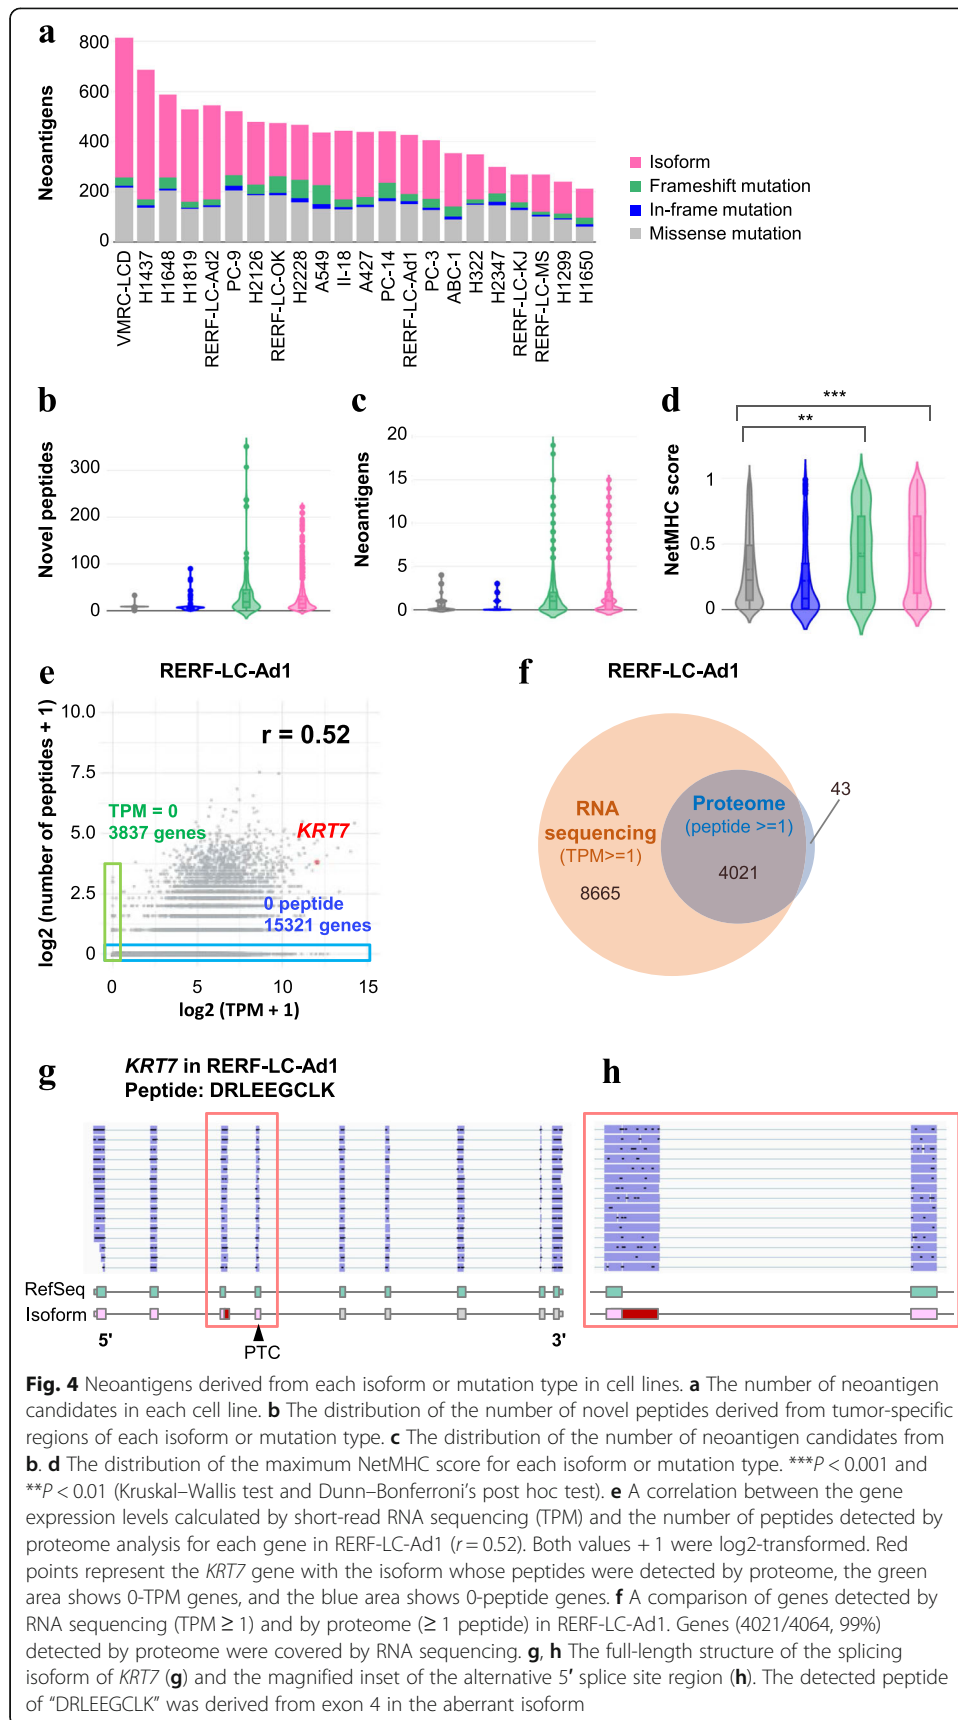 a
800
600
400
200
0
Neoantigens
Isoform
Frameshift mutation
In-frame mutation
Missense mutation
VMRC-LCD
H1437
H1648
H1819
RERF-LC-Ad2
PC-9
H2126
RERF-LC-OK
H2228
A549
II-18
A427
PC-14
RERF-LC-Ad1
PC-3
ABC-1
H322
H2347
RERF-LC-KJ
RERF-LC-MS
H1299
H1650
b
Novel peptides
300
200
100
0
c
Neoantigens
20
15
10
5
0
d
***
**
NetMHC score
1
0.5
0
e
RERF-LC-Ad1
log2 (number of peptides + 1)
10.0
7.5
5.0
2.5
0
r = 0.52
TPM = 0
3837 genes
KRT7
0 peptide
15321 genes
0 5 10 15
log2 (TPM + 1)
f
RERF-LC-Ad1
RNA
sequencing
(TPM>=1)
8665
Proteome
(peptide >=1)
4021
43
g
KRT7 in RERF-LC-Ad1
Peptide: DRLEEGCLK
RefSeq
Isoform
5'
PTC
3'
h
Fig. 4 Neoantigens derived from each isoform or mutation type in cell lines. a The number of neoantigen
candidates in each cell line. b The distribution of the number of novel peptides derived from tumor-specific
regions of each isoform or mutation type. c The distribution of the number of neoantigen candidates from
b. d The distribution of the maximum NetMHC score for each isoform or mutation type. ***P < 0.001 and
**P < 0.01 (Kruskal–Wallis test and Dunn–Bonferroni's post hoc test). e A correlation between the gene
expression levels calculated by short-read RNA sequencing (TPM) and the number of peptides detected by
proteome analysis for each gene in RERF-LC-Ad1 (r = 0.52). Both values + 1 were log2-transformed. Red
points represent the KRT7 gene with the isoform whose peptides were detected by proteome, the green
area shows 0-TPM genes, and the blue area shows 0-peptide genes. f A comparison of genes detected by
RNA sequencing (TPM ≥ 1) and by proteome (≥ 1 peptide) in RERF-LC-Ad1. Genes (4021/4064, 99%)
detected by proteome were covered by RNA sequencing. g, h The full-length structure of the splicing
isoform of KRT7 (g) and the magnified inset of the alternative 5′ splice site region (h). The detected peptide
of "DRLEEGCLK" was derived from exon 4 in the aberrant isoform